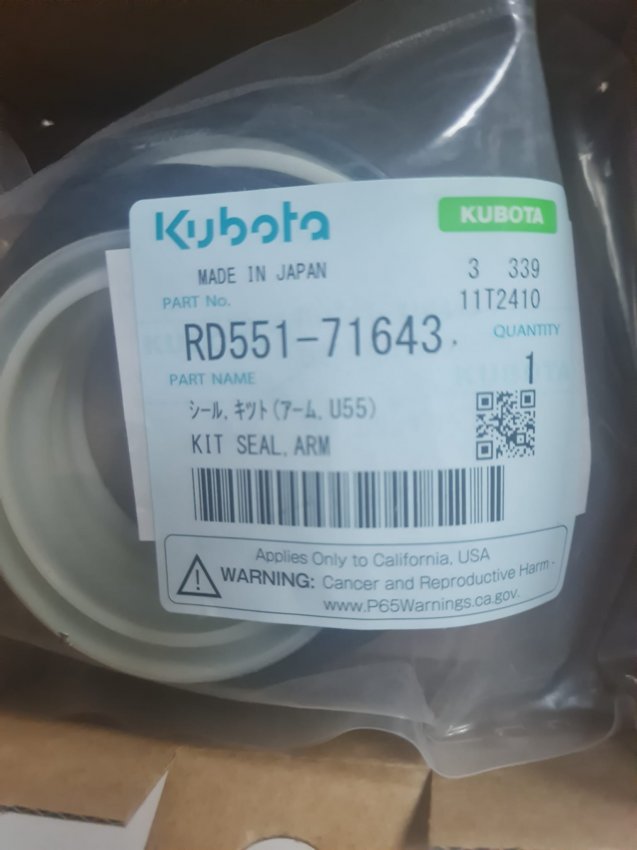 Kubota
KUBOTA
MADE IN JAPAN
3 339
PART No.
11T2410
RD551-71643
QUANTITY
1
PART NAME
シール,キツト(アーム,U55)
KIT SEAL,ARM
Applies Only to California, USA
WARNING: Cancer and Reproductive Harm -
www.P65Warnings.ca.gov.